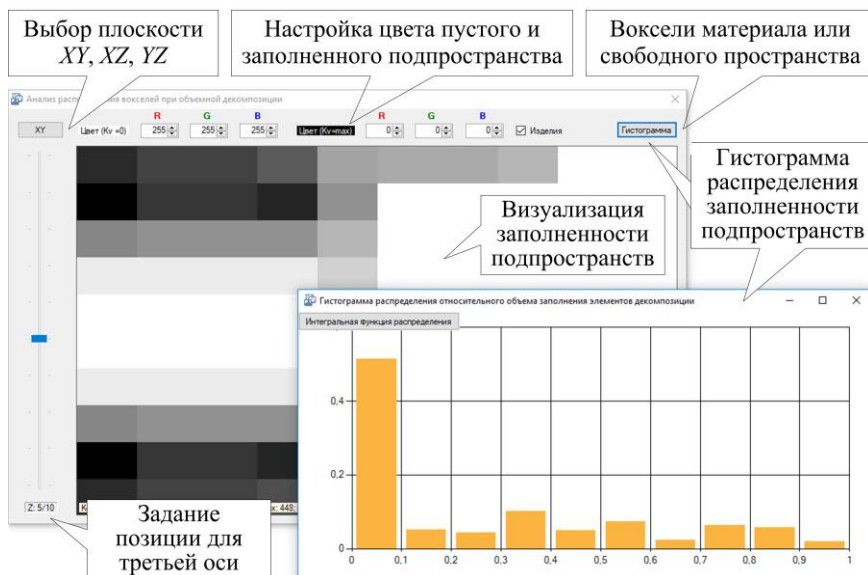 Выбор плоскости
XY, XZ, YZ
Настройка цвета пустого и
заполненного подпространства
Воксели материала или
свободного пространства
Анализ рас
ия вокселей при объемной декомпозиции
R G B R G B
XY Цвет (Kv =0) 255 255 255 Цвет (Kv=max) 0 0 0 Изделия Гистограмма
Гистограмма
распределения
заполненности
подпространств
Визуализация
заполненности
подпространств
Гистограмма распределения относительного объема заполнения элементов декомпозиции
Интегральная функция распределения
0,4
0,2
0
0 0,1 0,2 0,3 0,4 0,5 0,6 0,7 0,8 0,9 1
Z: 5/10
448;
Задание
позиции для
третьей оси